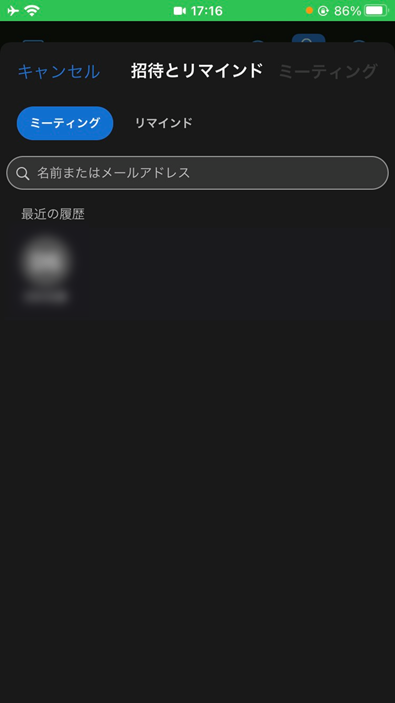 17:16 86%
キャンセル 招待とリマインド ミーティング
ミーティング リマインド
名前またはメールアドレス
最近の履歴